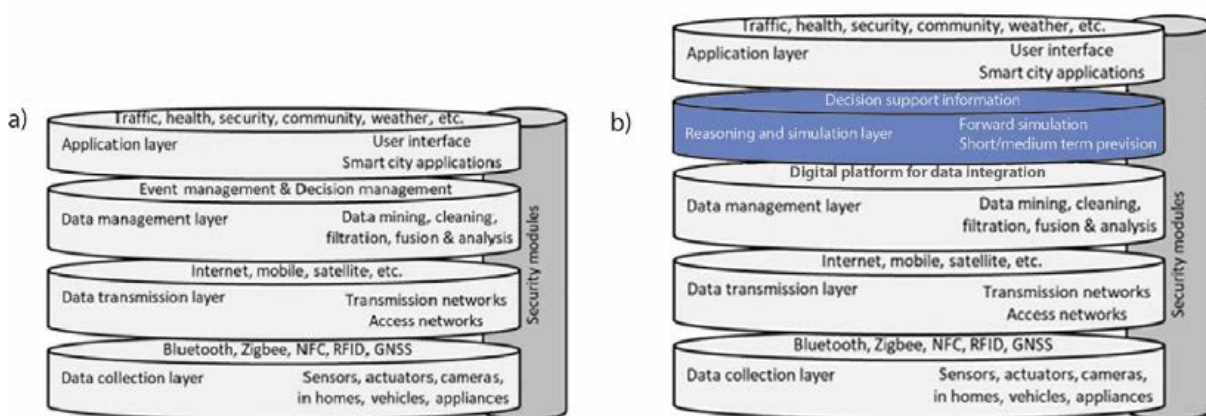 a)
Traffic, health, security, community, weather, etc.
Application layer
User interface
Smart city applications
Event management & Decision management
Data management layer
Data mining, cleaning,
filtration, fusion & analysis
Internet, mobile, satellite, etc.
Data transmission layer
Transmission networks
Access networks
Bluetooth, Zigbee, NFC, RFID, GNSS
Data collection layer
Sensors, actuators, cameras,
in homes, vehicles, appliances
Security modules
b)
Traffic, health, security, community, weather, etc.
Application layer
User interface
Smart city applications
Decision support information
Reasoning and simulation layer
Forward simulation
Short/medium term prevision
Digital platform for data integration
Data management layer
Data mining, cleaning,
filtration, fusion & analysis
Internet, mobile, satellite, etc.
Data transmission layer
Transmission networks
Access networks
Bluetooth, Zigbee, NFC, RFID, GNSS
Data collection layer
Sensors, actuators, cameras,
in homes, vehicles, appliances
Security modules